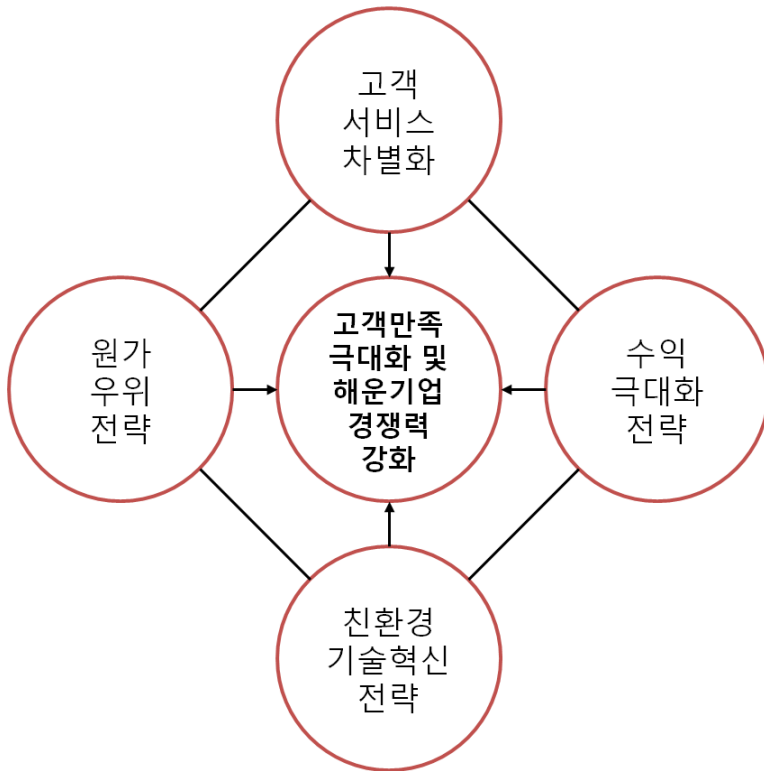 고객
서비스
차별화
원가
우위
전략
고객만족
극대화 및
해운기업
경쟁력
강화
수익
극대화
전략
친환경
기술혁신
전략